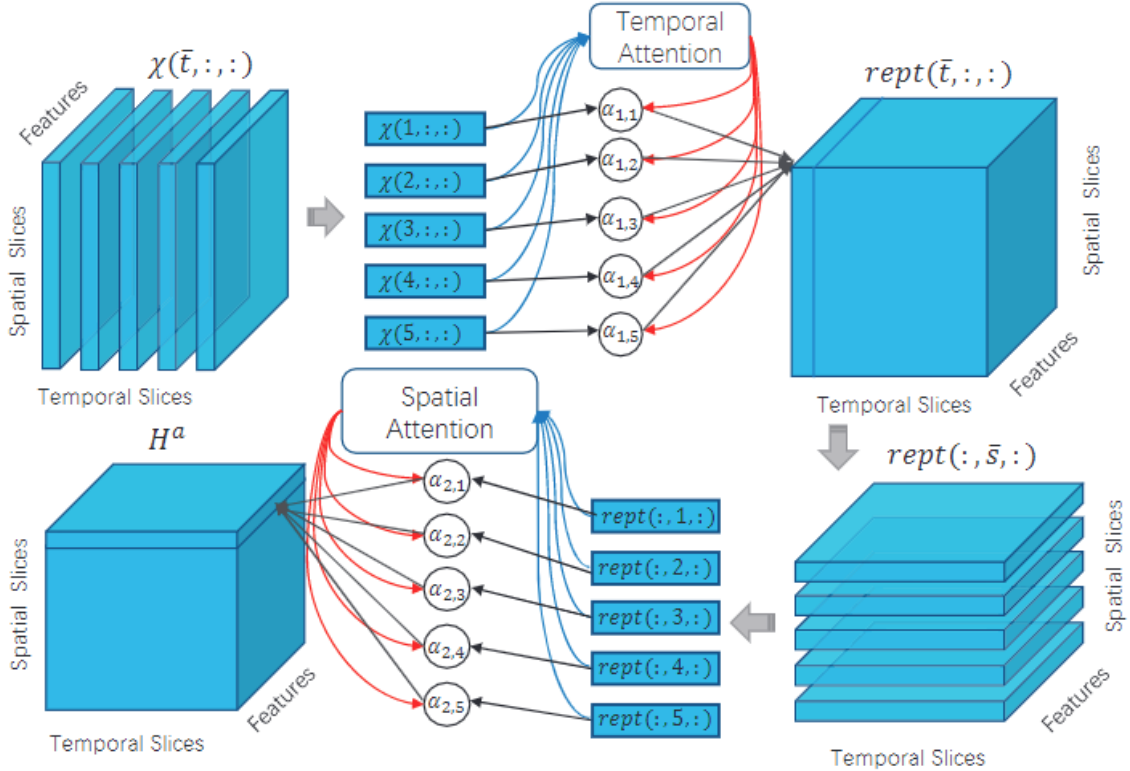 χ(t̄,:,:)
Features
Spatial Slices
Temporal Slices
χ(1,:,:)
χ(2,:,:)
χ(3,:,:)
χ(4,:,:)
χ(5,:,:)
Temporal
Attention
α₁,₁
α₁,₂
α₁,₃
α₁,₄
α₁,₅
rept(t̄,:,:)
Spatial Slices
Features
Temporal Slices
rept(:,s̄,:)
Spatial Slices
Features
Temporal Slices
rept(:,1,:)
rept(:,2,:)
rept(:,3,:)
rept(:,4,:)
rept(:,5,:)
Spatial
Attention
α₂,₁
α₂,₂
α₂,₃
α₂,₄
α₂,₅
Hᵃ
Spatial Slices
Features
Temporal Slices